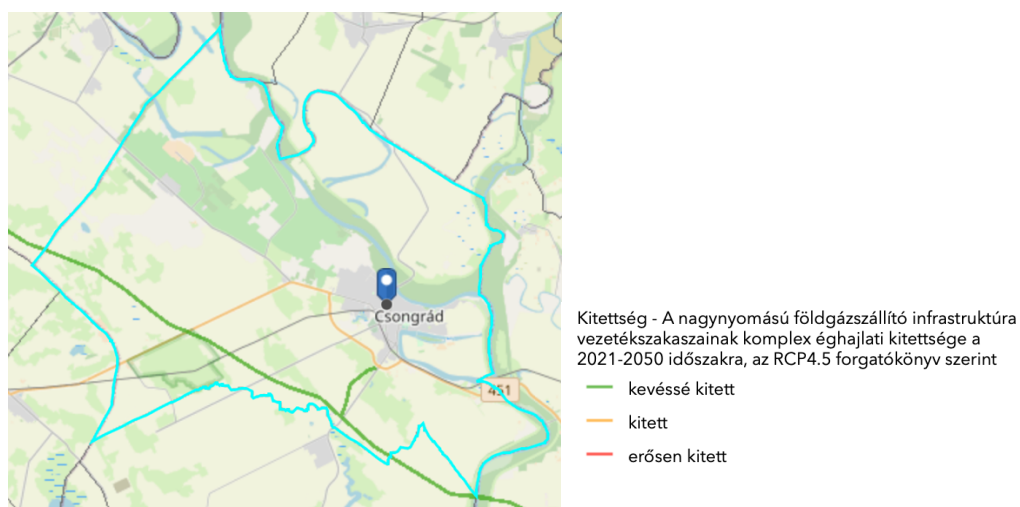 Csongrád
451
Kitettség - A nagynyomású földgázszállító infrastruktúra
vezetékszakaszainak komplex éghajlati kitettsége a
2021-2050 időszakra, az RCP4.5 forgatókönyv szerint
kevéssé kitett
kitett
erősen kitett